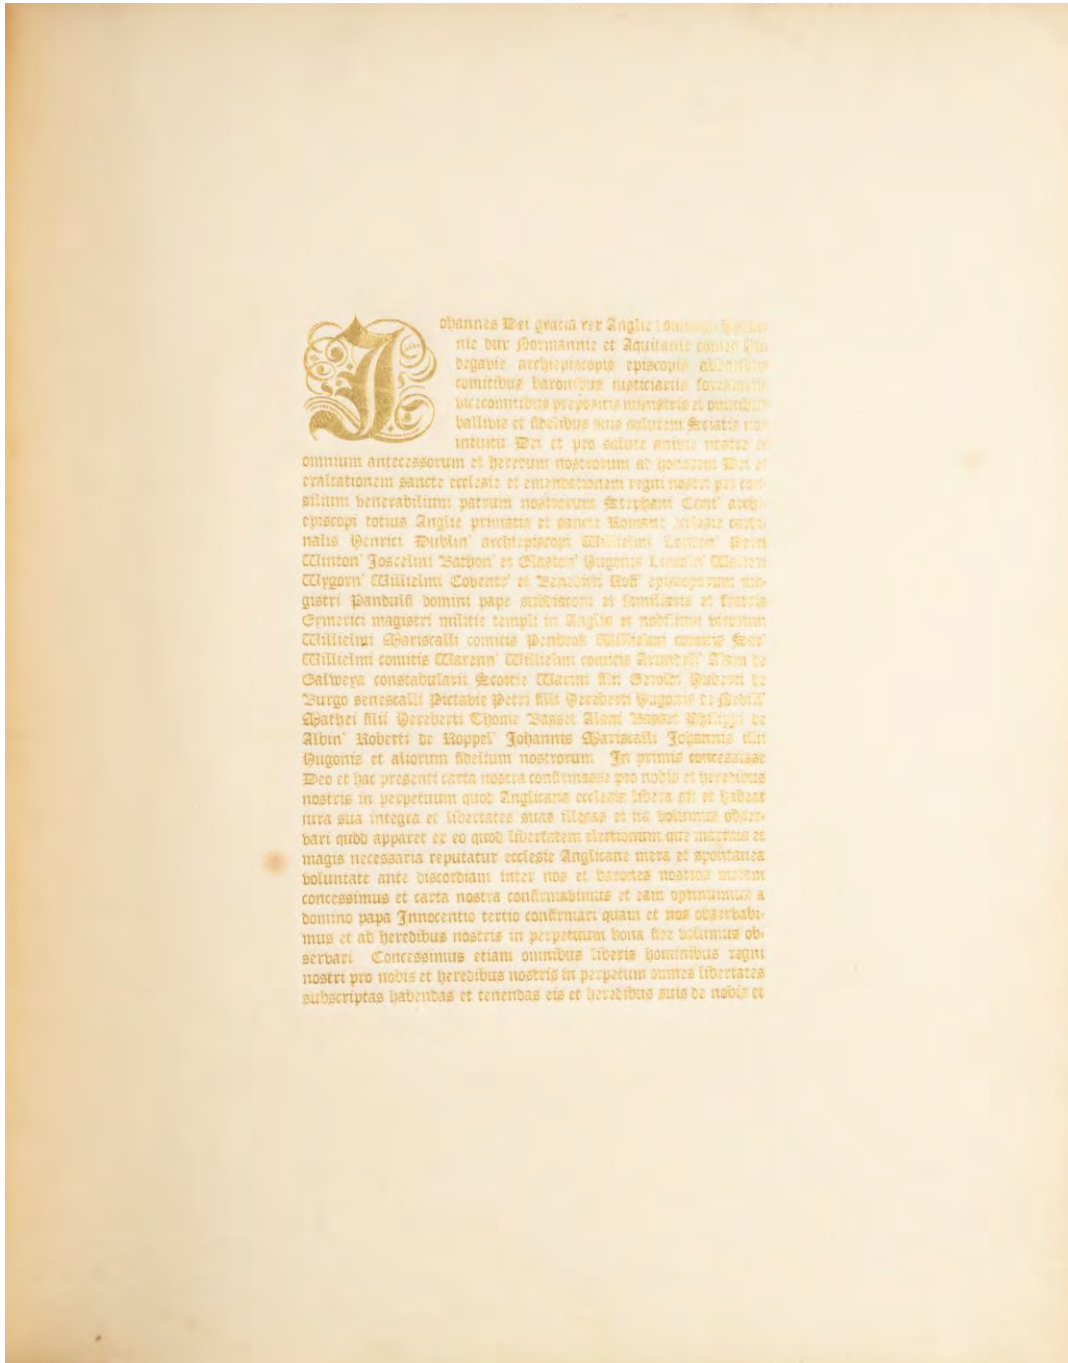 Johannes Dei gratia rex Anglie dominus Hyber-
nie dux Normannie et Aquitanie comes An-
degavie archiepiscopis episcopis abbatibus
comitibus baronibus iusticiariis forestariis
vicecomitibus prepositis ministris et omnibus
ballivis et fidelibus suis salutem Sciatis nos
intuitu Dei et pro salute anime nostre et
omnium antecessorum et heredum nostrorum ad honorem Dei et
exaltationem sancte ecclesie et emendationem regni nostri per con-
silium venerabilium patrum nostrorum Stephani Cant' archi-
episcopi totius Anglie primatis et sancte Romane ecclesie cardi-
nalis Henrici Dublin' archiepiscopi Willielmi London' Petri
Winton' Joscelini Bathon' et Glaston' Hugonis Lincoln' Walteri
Wygorn' Willielmi Covents' et Benedicti Roff' episcoporum ma-
gistri Pandulfi domini pape subdiaconi et familiaris et fratris
Eymerici magistri militie templi in Anglia et nobilium virorum
Willielmi Mariscalli comitis Penbrok Willielmi comitis Sar'
Willielmi comitis Warenn' Willielmi comitis Arundell' Alani de
Galweya constabularii Scottie Warini filii Geroldi Huberti de
Burgo senescalli Pictavie Petri filii Hereberti Hugonis de Nevill'
Mathei filii Hereberti Thome Basset Alani Basset Philippi de
Albin' Roberti de Roppel' Johannis Mariscalli Johannis filii
Hugonis et aliorum fidelium nostrorum In primis concessisse
Deo et hac presenti carta nostra confirmasse pro nobis et heredibus
nostris in perpetuum quod Anglicana ecclesia libera sit et habeat
jura sua integra et libertates suas illesas et ita volumus obser-
vari quod apparet ex eo quod libertatem electionum que maxima et
magis necessaria reputatur ecclesie Anglicane mera et spontanea
voluntate ante discordiam inter nos et barones nostros motam
concessimus et carta nostra confirmavimus et eam optinuimus a
domino papa Innocentio tertio confirmari quam et nos observabi-
mus et ab heredibus nostris in perpetuum bona fide volumus ob-
servari Concessimus etiam omnibus liberis hominibus regni
nostri pro nobis et heredibus nostris in perpetum omnes libertates
subscriptas habendas et tenendas eis et heredibus suis de nobis et